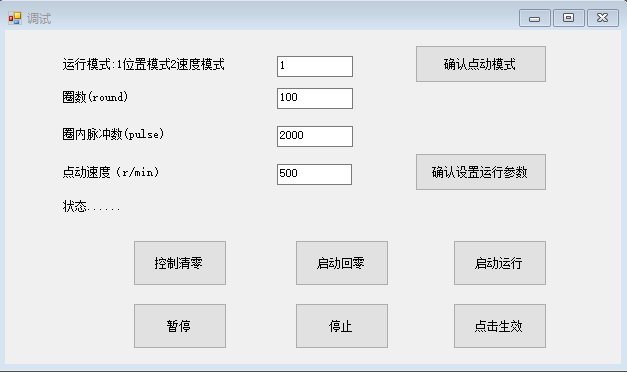 调试
运行模式:1位置模式2速度模式 1 确认点动模式
圈数(round) 100
圈内脉冲数(pulse) 2000
点动速度（r/min） 500 确认设置运行参数
状态......
控制清零 启动回零 启动运行
暂停 停止 点击生效